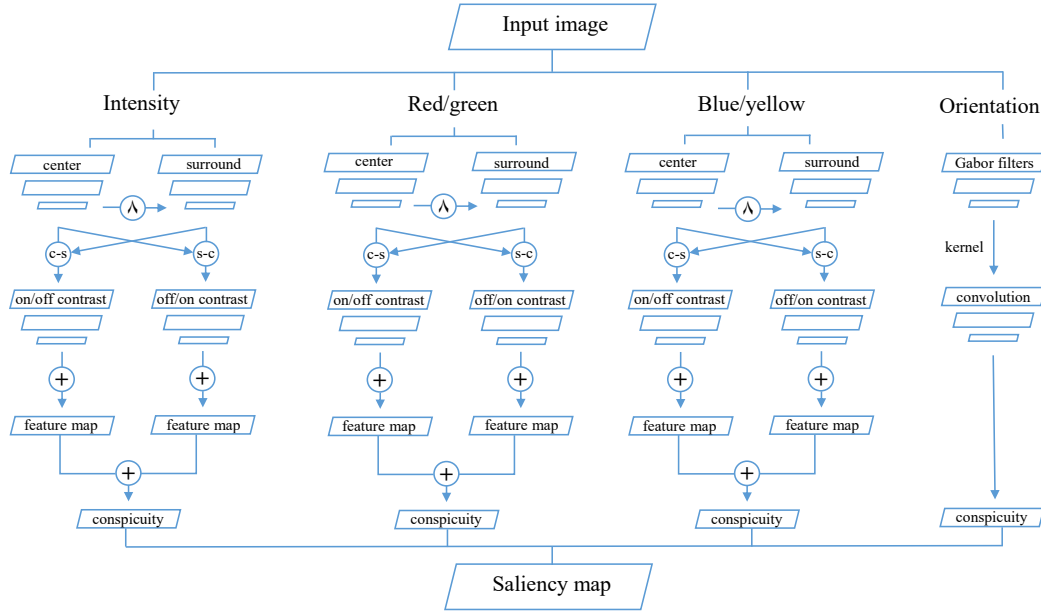 Input image
Intensity
Red/green
Blue/yellow
Orientation
center
surround
center
surround
center
surround
Gabor filters
kernel
c-s
s-c
c-s
s-c
c-s
s-c
on/off contrast
off/on contrast
on/off contrast
off/on contrast
on/off contrast
off/on contrast
convolution
+
+
+
+
+
+
feature map
feature map
feature map
feature map
feature map
feature map
+
+
+
conspicuity
conspicuity
conspicuity
conspicuity
Saliency map